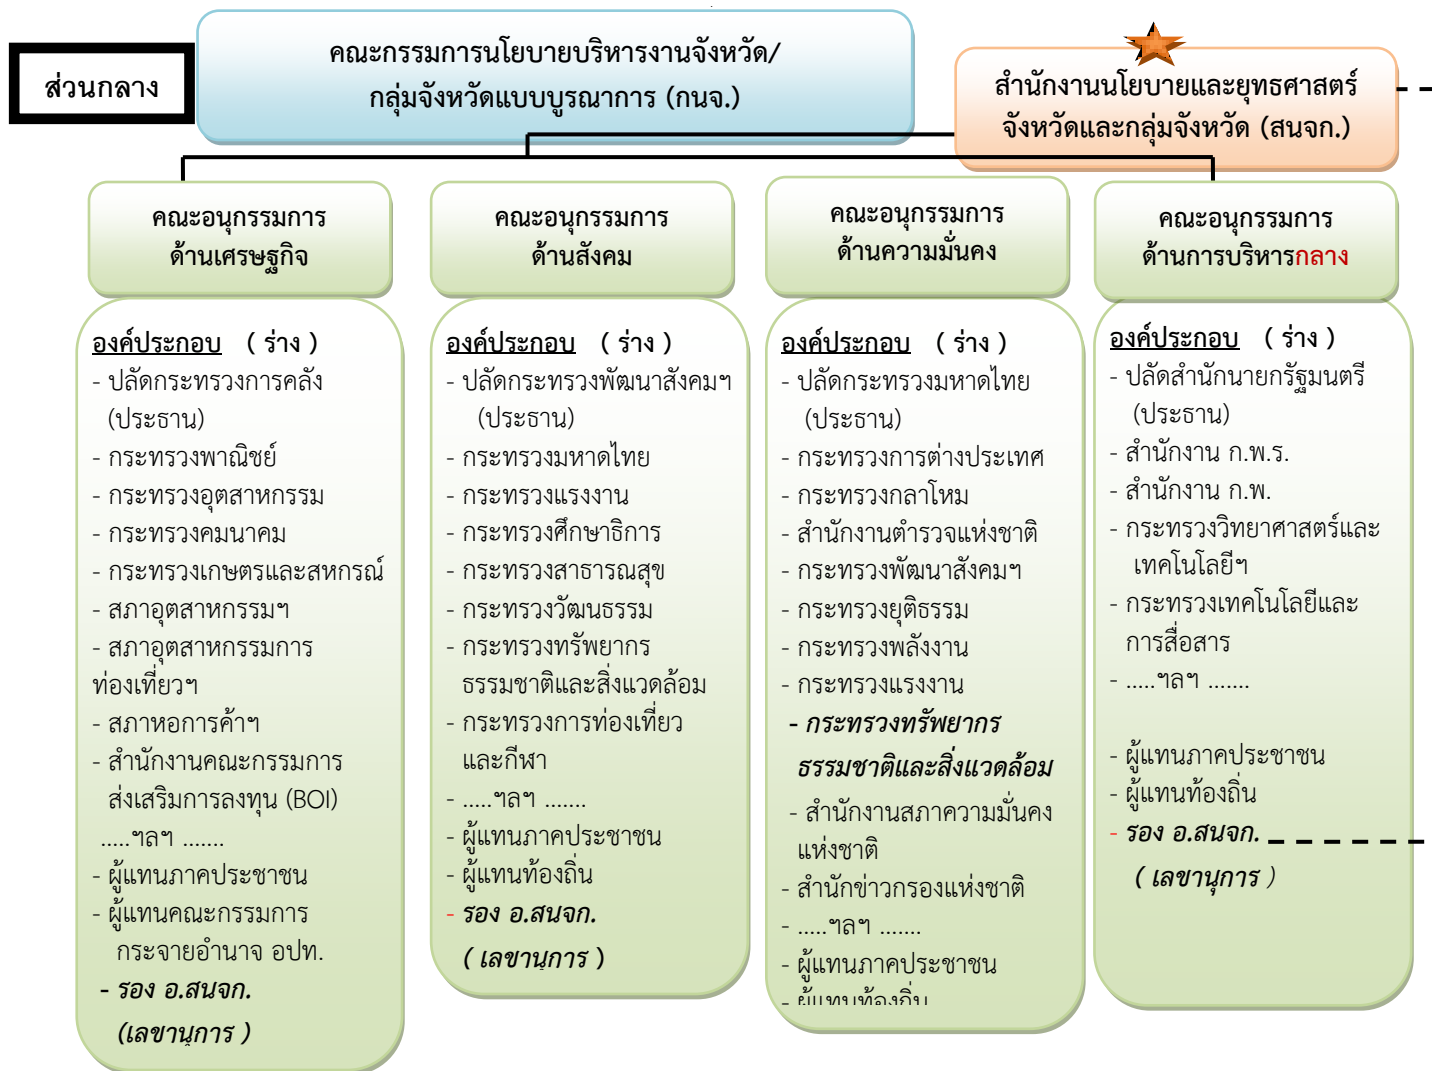 ส่วนกลาง
คณะกรรมการนโยบายบริหารงานจังหวัด/
กลุ่มจังหวัดแบบบูรณาการ (กนจ.)
สำนักงานนโยบายและยุทธศาสตร์
จังหวัดและกลุ่มจังหวัด (สนจก.)
คณะอนุกรรมการ
ด้านเศรษฐกิจ
องค์ประกอบ ( ร่าง )
- ปลัดกระทรวงการคลัง
(ประธาน)
- กระทรวงพาณิชย์
- กระทรวงอุตสาหกรรม
- กระทรวงคมนาคม
- กระทรวงเกษตรและสหกรณ์
- สภาอุตสาหกรรมฯ
- สภาอุตสาหกรรมการ
ท่องเที่ยวฯ
- สภาหอการค้าฯ
- สำนักงานคณะกรรมการ
ส่งเสริมการลงทุน (BOI)
.....ฯลฯ .......
- ผู้แทนภาคประชาชน
- ผู้แทนคณะกรรมการ
กระจายอำนาจ อปท.
- รอง อ.สนจก.
(เลขานุการ )
คณะอนุกรรมการ
ด้านสังคม
องค์ประกอบ ( ร่าง )
- ปลัดกระทรวงพัฒนาสังคมฯ
(ประธาน)
- กระทรวงมหาดไทย
- กระทรวงแรงงาน
- กระทรวงศึกษาธิการ
- กระทรวงสาธารณสุข
- กระทรวงวัฒนธรรม
- กระทรวงทรัพยากร
ธรรมชาติและสิ่งแวดล้อม
- กระทรวงการท่องเที่ยว
และกีฬา
- .....ฯลฯ .......
- ผู้แทนภาคประชาชน
- ผู้แทนท้องถิ่น
- รอง อ.สนจก.
( เลขานุการ )
คณะอนุกรรมการ
ด้านความมั่นคง
องค์ประกอบ ( ร่าง )
- ปลัดกระทรวงมหาดไทย
(ประธาน)
- กระทรวงการต่างประเทศ
- กระทรวงกลาโหม
- สำนักงานตำรวจแห่งชาติ
- กระทรวงพัฒนาสังคมฯ
- กระทรวงยุติธรรม
- กระทรวงพลังงาน
- กระทรวงแรงงาน
- กระทรวงทรัพยากร
ธรรมชาติและสิ่งแวดล้อม
- สำนักงานสภาความมั่นคง
แห่งชาติ
- สำนักข่าวกรองแห่งชาติ
- .....ฯลฯ .......
- ผู้แทนภาคประชาชน
- ผู้แทนท้องถิ่น
คณะอนุกรรมการ
ด้านการบริหารกลาง
องค์ประกอบ ( ร่าง )
- ปลัดสำนักนายกรัฐมนตรี
(ประธาน)
- สำนักงาน ก.พ.ร.
- สำนักงาน ก.พ.
- กระทรวงวิทยาศาสตร์และ
เทคโนโลยีฯ
- กระทรวงเทคโนโลยีและ
การสื่อสาร
- .....ฯลฯ .......
- ผู้แทนภาคประชาชน
- ผู้แทนท้องถิ่น
- รอง อ.สนจก.
( เลขานุการ )